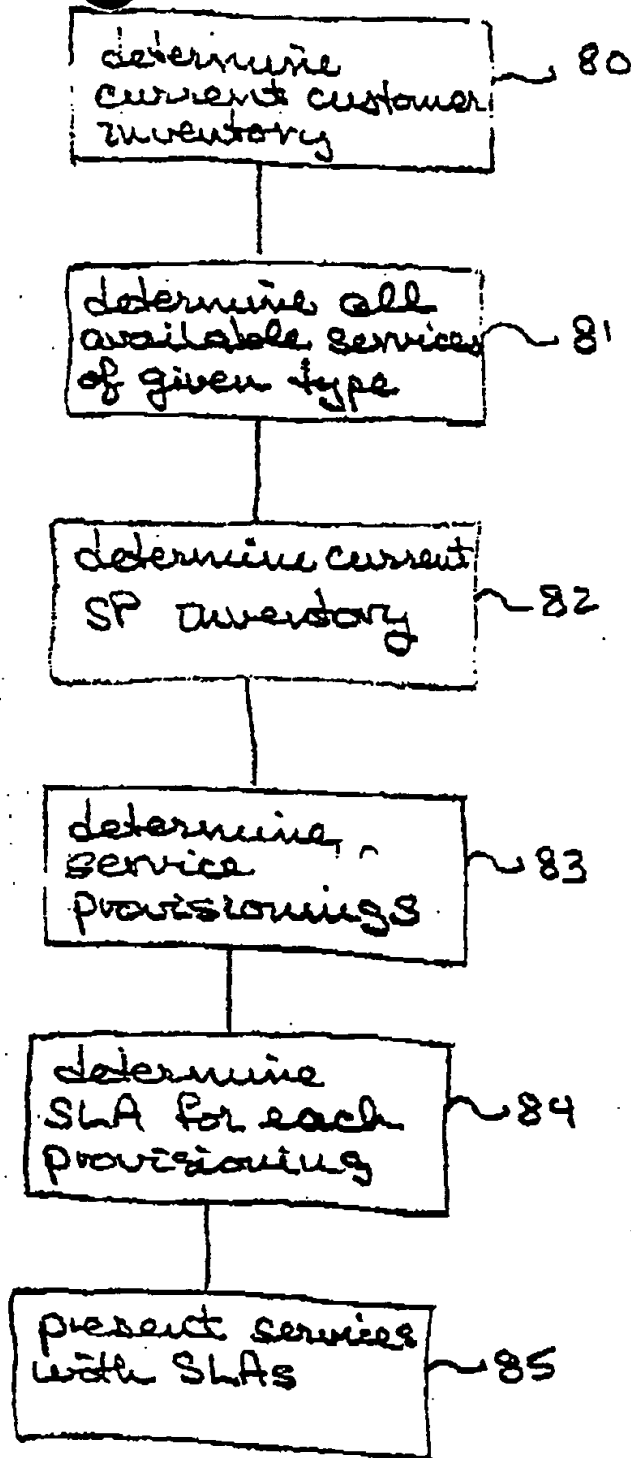 determine
current customer 80
inventory
determine all
available services 81
of given type
determine current
SP Inventory 82
determine
service 83
provisionings
determine
SLA for each 84
provisioning
present services
with SLAs 85